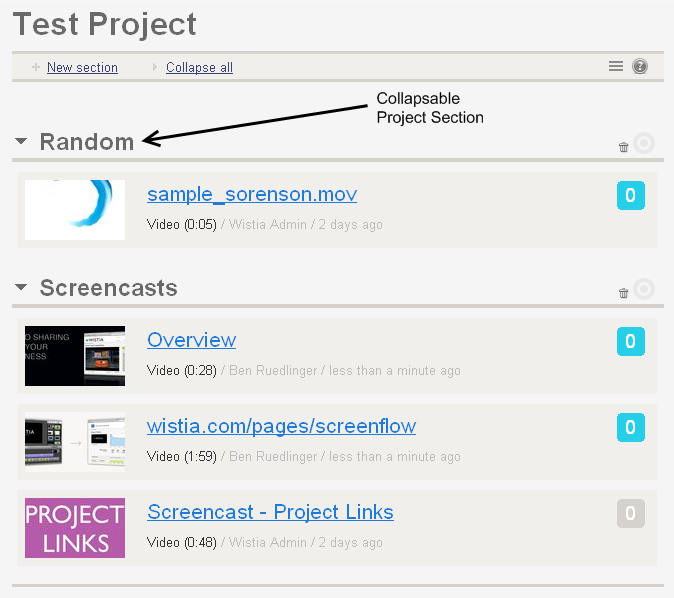 Test Project
+ New section Collapse all ?
Collapsable
Project Section
Random
sample_sorenson.mov 0
Video (0:05) / Wistia Admin / 2 days ago
Screencasts
O SHARING
YOUR
NESS
WISTIA
Overview 0
Video (0:28) / Ben Ruedlinger / less than a minute ago
wistia.com/pages/screenflow 0
Video (1:59) / Ben Ruedlinger / less than a minute ago
PROJECT
LINKS
Screencast - Project Links 0
Video (0:48) / Wistia Admin / 2 days ago